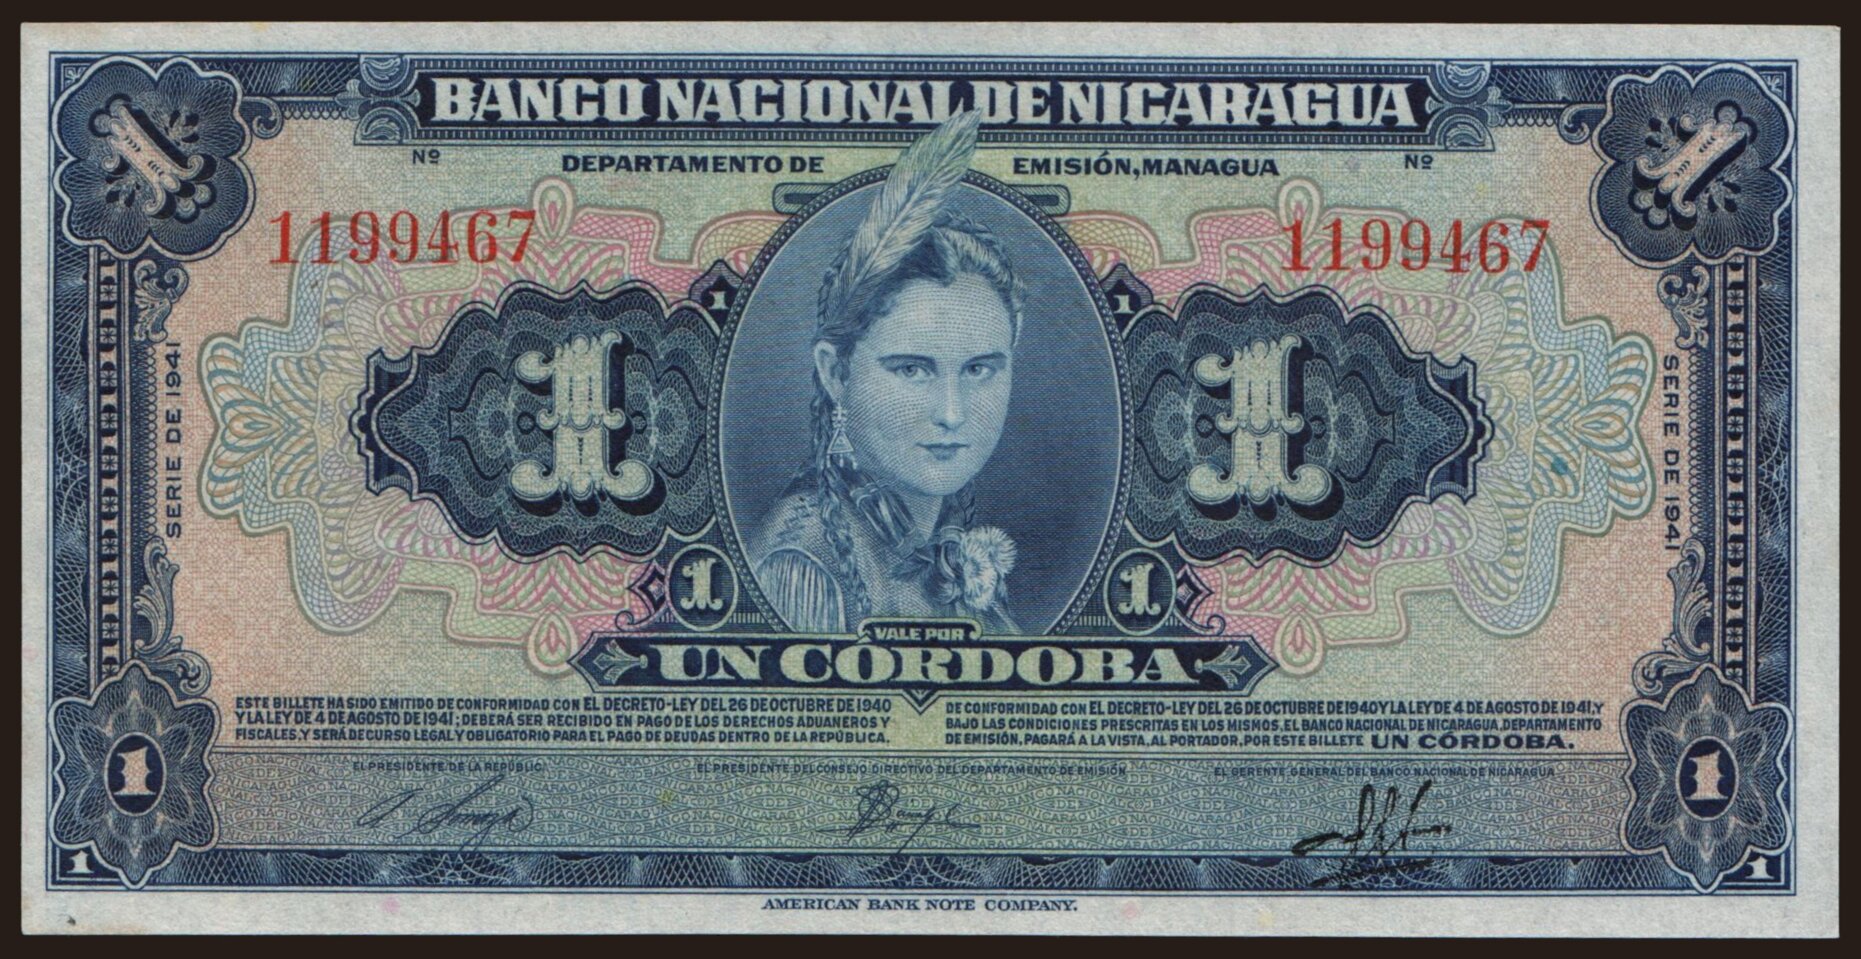 1 1
BANCO NACIONAL DE NICARAGUA
Nº DEPARTAMENTO DE EMISIÓN, MANAGUA Nº
1199467 1199467
1 1
SERIE DE 1941 1 1 SERIE DE 1941
1 1
VALE POR
UN CÓRDOBA
ESTE BILLETE HA SIDO EMITIDO DE CONFORMIDAD CON EL DECRETO-LEY DEL 26 DE OCTUBRE DE 1940
Y LA LEY DE 4 DE AGOSTO DE 1941; DEBERÁ SER RECIBIDO EN PAGO DE LOS DERECHOS ADUANEROS Y
FISCALES, Y SERÁ DE CURSO LEGAL Y OBLIGATORIO PARA EL PAGO DE DEUDAS DENTRO DE LA REPÚBLICA.
DE CONFORMIDAD CON EL DECRETO-LEY DEL 26 DE OCTUBRE DE 1940 Y LA LEY DE 4 DE AGOSTO DE 1941, Y
BAJO LAS CONDICIONES PRESCRITAS EN LOS MISMOS, EL BANCO NACIONAL DE NICARAGUA, DEPARTAMENTO
DE EMISIÓN, PAGARÁ A LA VISTA, AL PORTADOR, POR ESTE BILLETE UN CÓRDOBA.
1 1
EL PRESIDENTE DE LA REPÚBLICA EL PRESIDENTE DEL CONSEJO DIRECTIVO DEL DEPARTAMENTO DE EMISIÓN EL GERENTE GENERAL DEL BANCO NACIONAL DE NICARAGUA
1 1
AMERICAN BANK NOTE COMPANY.